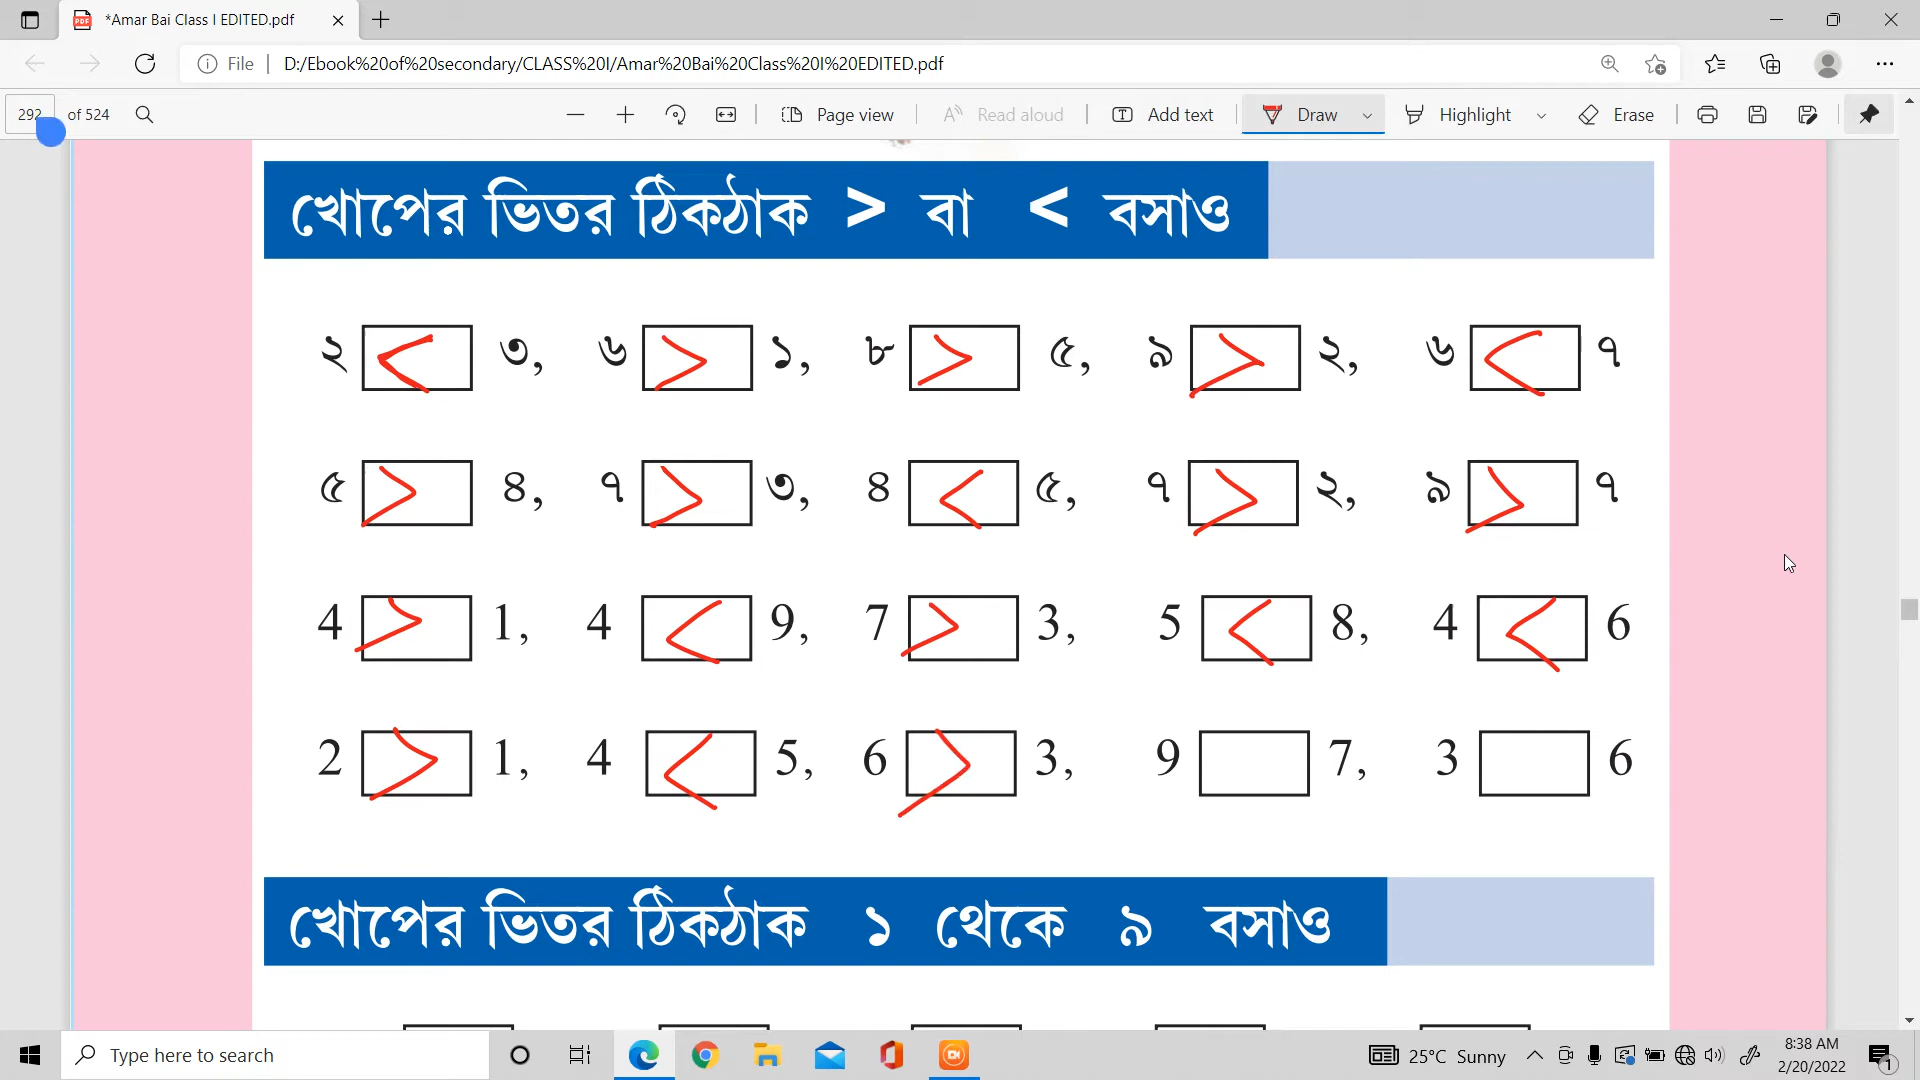 *Amar Bai Class I EDITED.pdf
File D:/Ebook%20of%20secondary/CLASS%20I/Amar%20Bai%20Class%20I%20EDITED.pdf
292 of 524 Page view Read aloud Add text Draw Highlight Erase
খোপের ভিতর ঠিকঠাক > বা < বসাও
২ < ৩, ৬ > ১, ৮ > ৫, ৯ > ২, ৬ < ৭
৫ > ৪, ৭ > ৩, ৪ < ৫, ৭ > ২, ৯ > ৭
4 > 1, 4 < 9, 7 > 3, 5 < 8, 4 < 6
2 > 1, 4 < 5, 6 > 3, 9 7, 3 6
খোপের ভিতর ঠিকঠাক ১ থেকে ৯ বসাও
Type here to search 25°C Sunny 8:38 AM
2/20/2022 1